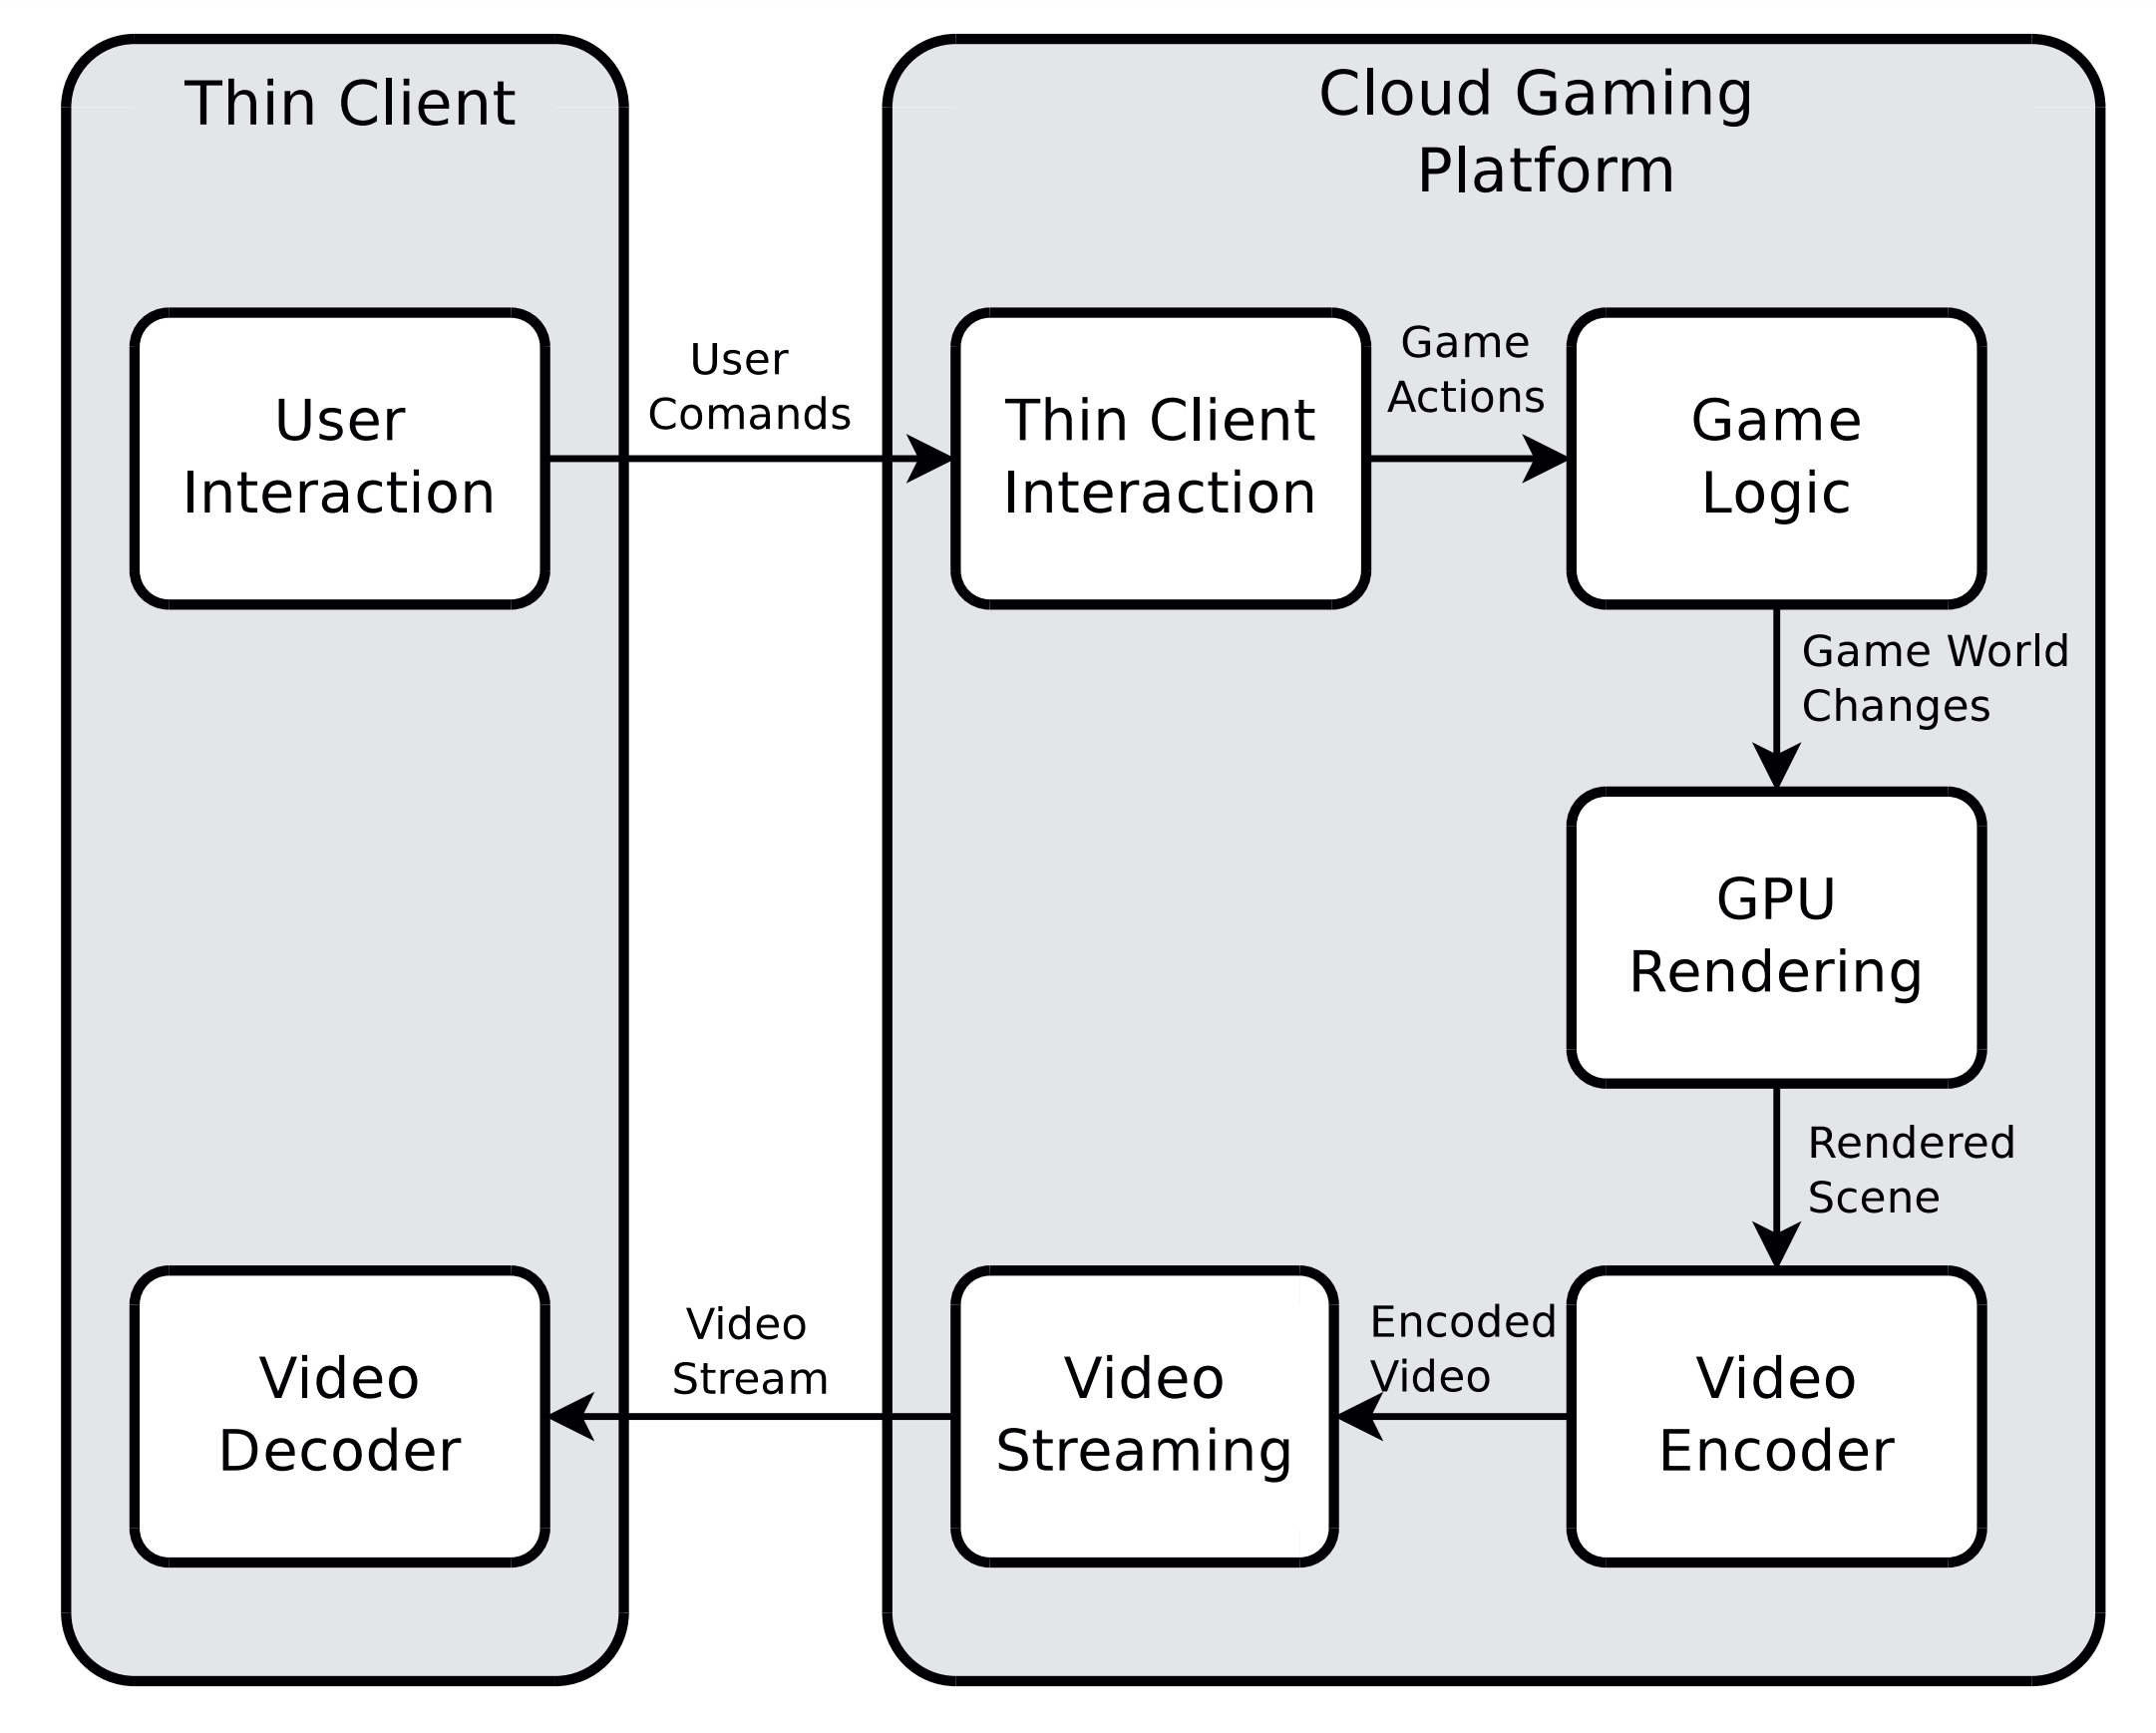 Thin Client
Cloud Gaming
Platform
User
Interaction
User
Comands
Thin Client
Interaction
Game
Actions
Game
Logic
Game World
Changes
GPU
Rendering
Rendered
Scene
Video
Decoder
Video
Stream
Video
Streaming
Encoded
Video
Video
Encoder